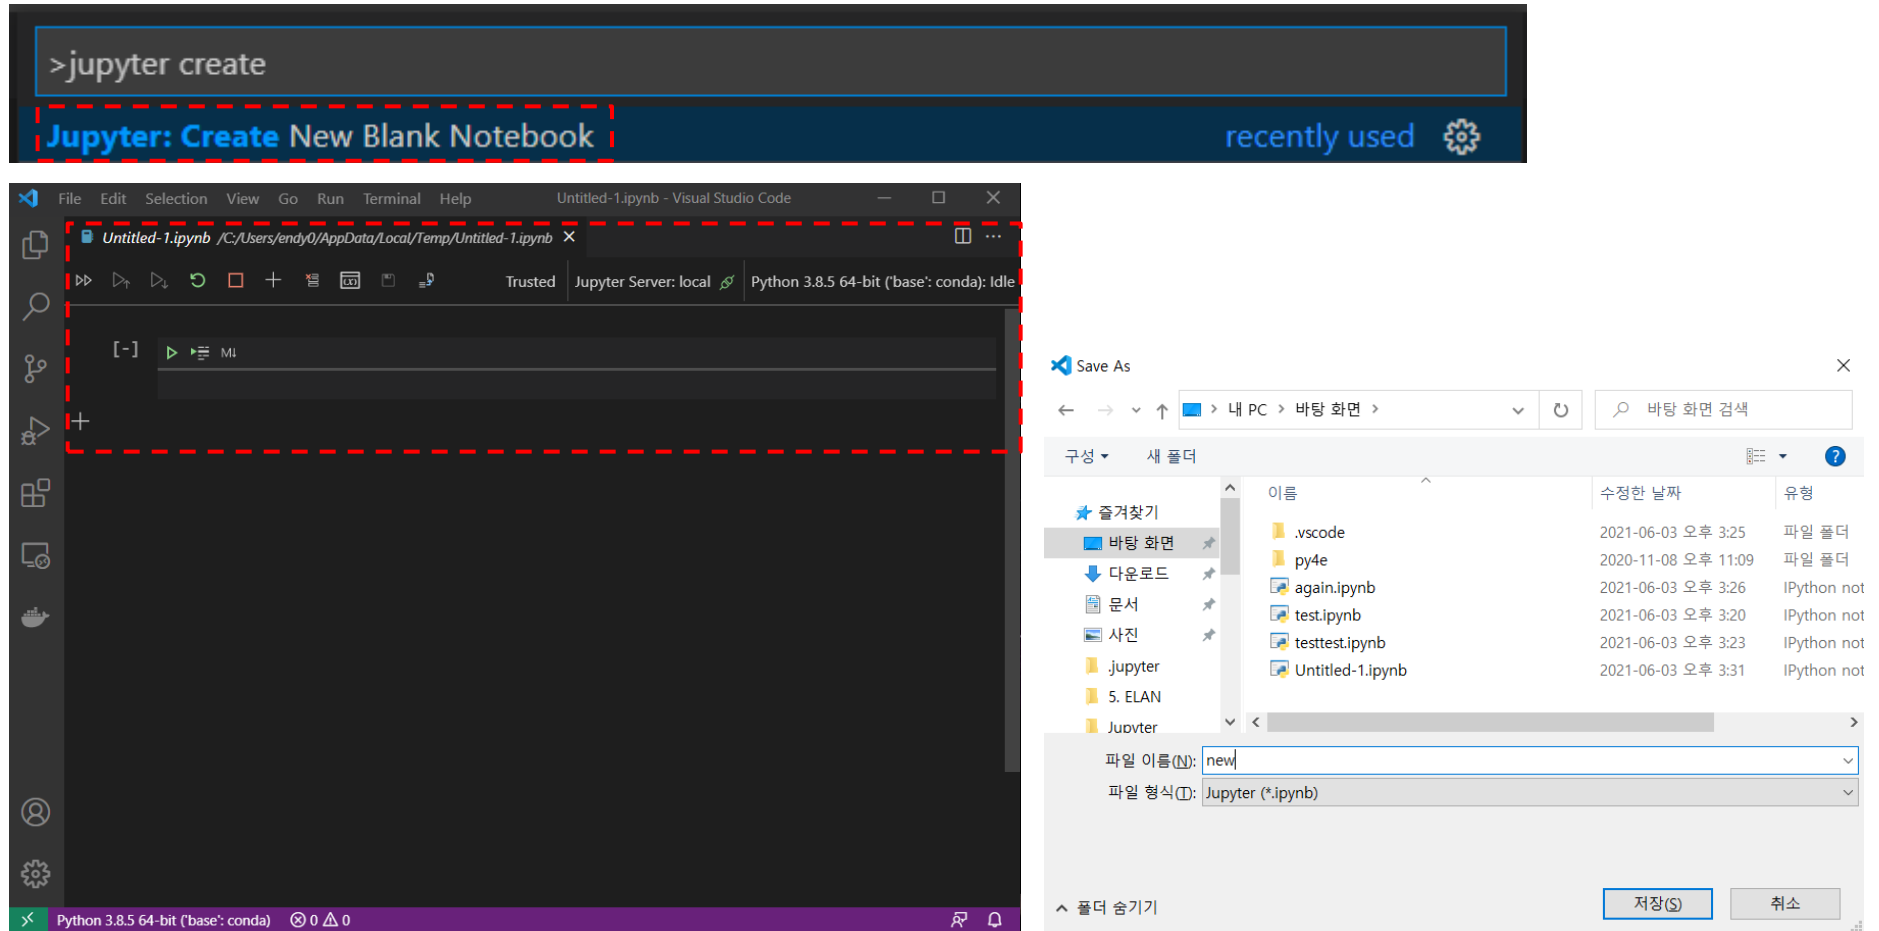 >jupyter create
Jupyter: Create New Blank Notebook recently used
File Edit Selection View Go Run Terminal Help Untitled-1.ipynb - Visual Studio Code
Untitled-1.ipynb /C:/Users/endy0/AppData/Local/Temp/Untitled-1.ipynb
Trusted Jupyter Server: local Python 3.8.5 64-bit ('base': conda): Idle
[-] M↓
Python 3.8.5 64-bit ('base': conda) 0 0
Save As
내 PC > 바탕 화면 > 바탕 화면 검색
구성 새 폴더
이름 수정한 날짜 유형
즐겨찾기
바탕 화면
다운로드
문서
사진
.jupyter
5. ELAN
Jupyter
.vscode 2021-06-03 오후 3:25 파일 폴더
py4e 2020-11-08 오후 11:09 파일 폴더
again.ipynb 2021-06-03 오후 3:26 IPython not
test.ipynb 2021-06-03 오후 3:20 IPython not
testtest.ipynb 2021-06-03 오후 3:23 IPython not
Untitled-1.ipynb 2021-06-03 오후 3:31 IPython not
파일 이름(N): new
파일 형식(T): Jupyter (*.ipynb)
폴더 숨기기 저장(S) 취소